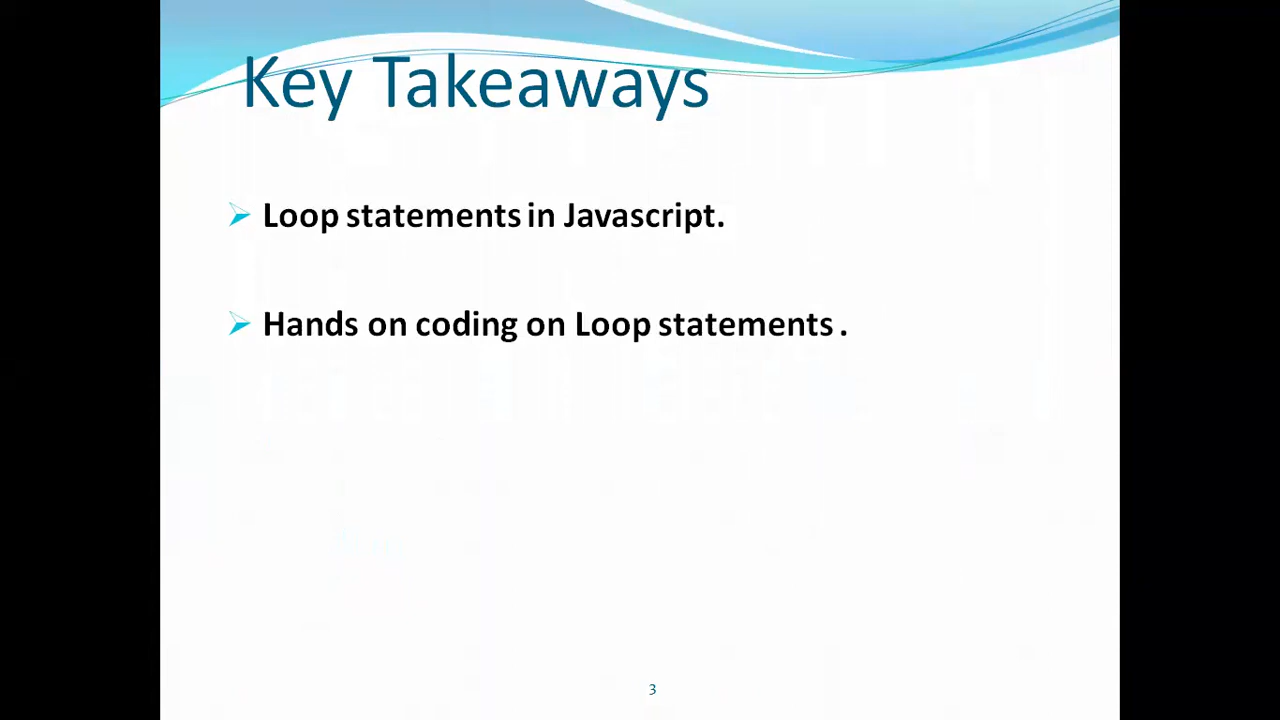 Key Takeaways
Loop statements in Javascript.
Hands on coding on Loop statements .
3